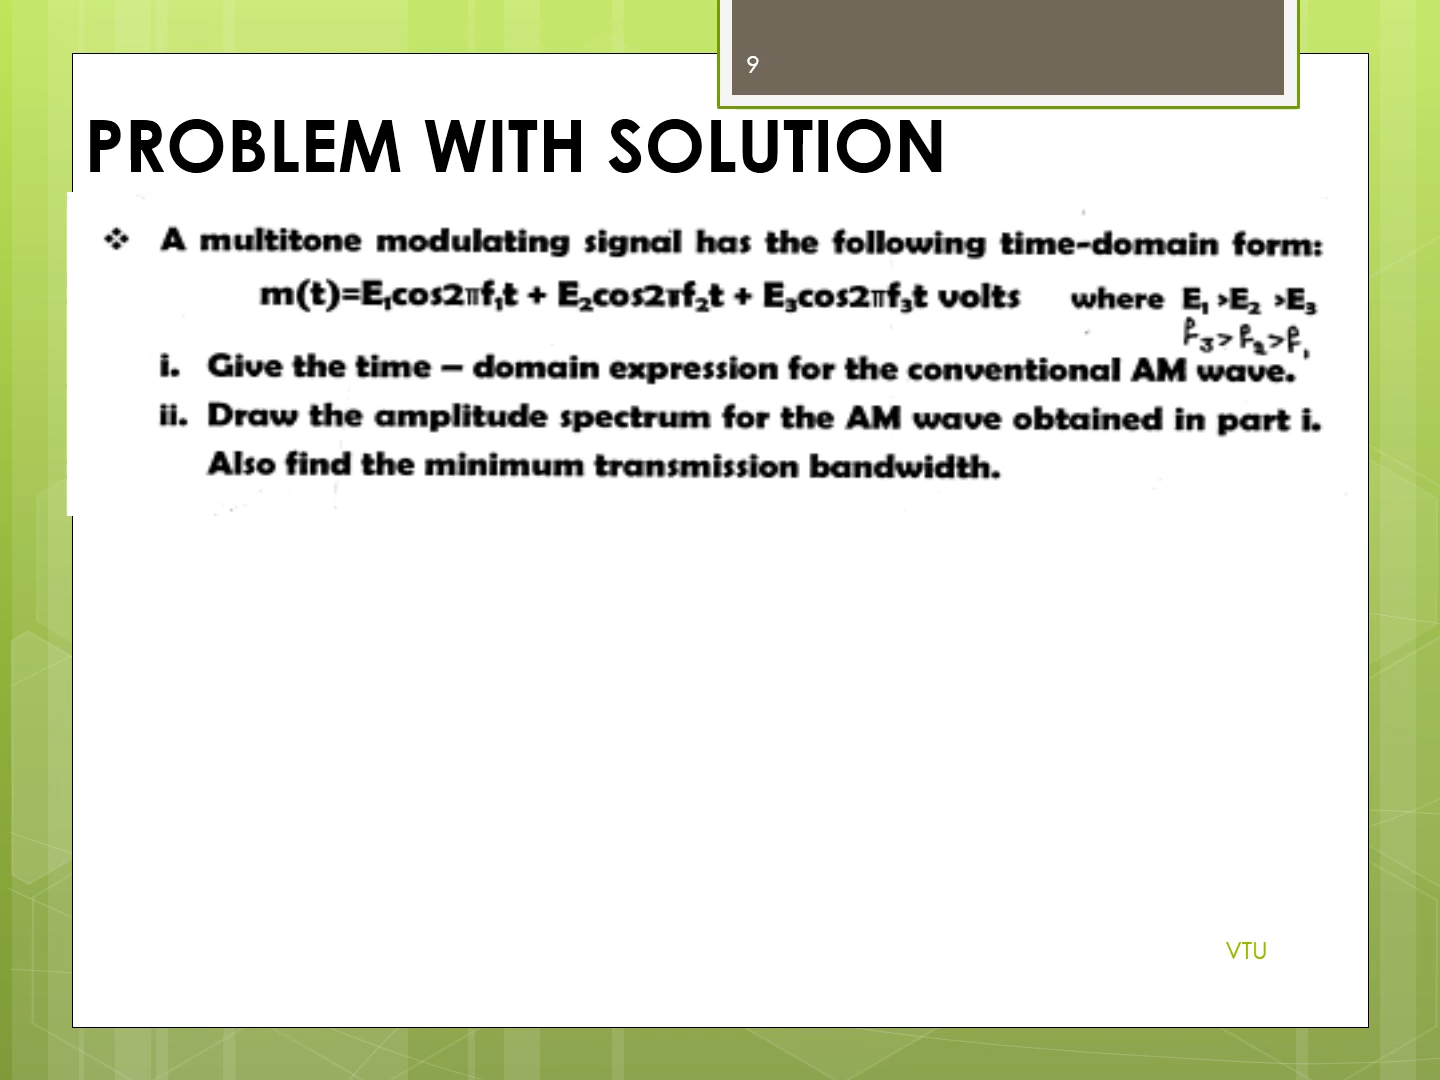 9
PROBLEM WITH SOLUTION
❖ A multitone modulating signal has the following time-domain form:
m(t)=E₁cos2πf₁t + E₂cos2πf₂t + E₃cos2πf₃t volts where E₁ >E₂ >E₃
f₃>f₂>f₁
i. Give the time – domain expression for the conventional AM wave.
ii. Draw the amplitude spectrum for the AM wave obtained in part i.
Also find the minimum transmission bandwidth.
VTU